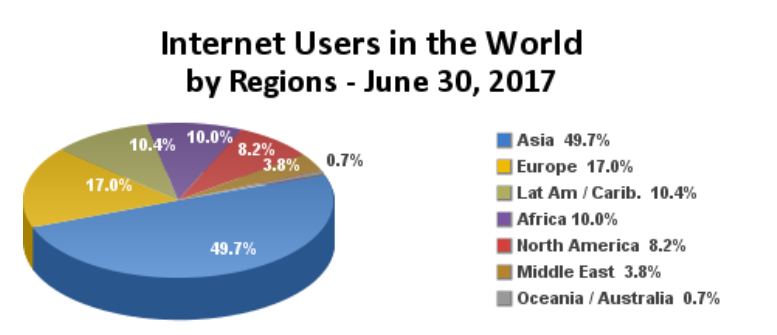 Internet Users in the World
by Regions - June 30, 2017
10.4%
10.0%
8.2%
3.8%
0.7%
17.0%
49.7%
Asia 49.7%
Europe 17.0%
Lat Am / Carib. 10.4%
Africa 10.0%
North America 8.2%
Middle East 3.8%
Oceania / Australia 0.7%